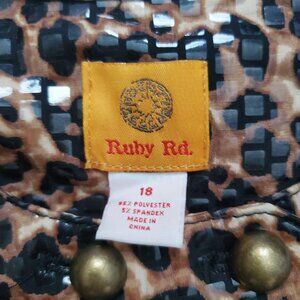 Ruby Rd.
18
95% POLYESTER
5% SPANDEX
MADE IN
CHINA